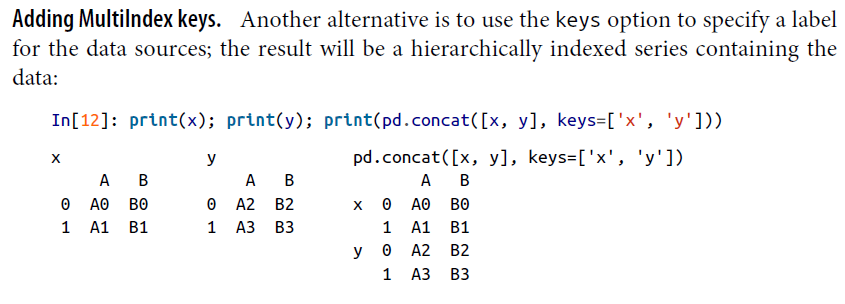 Adding MultiIndex keys. Another alternative is to use the keys option to specify a label
for the data sources; the result will be a hierarchically indexed series containing the
data:
In[12]: print(x); print(y); print(pd.concat([x, y], keys=['x', 'y']))
x y pd.concat([x, y], keys=['x', 'y'])
A B A B A B
0 A0 B0 0 A2 B2 x 0 A0 B0
1 A1 B1 1 A3 B3 1 A1 B1
y 0 A2 B2
1 A3 B3